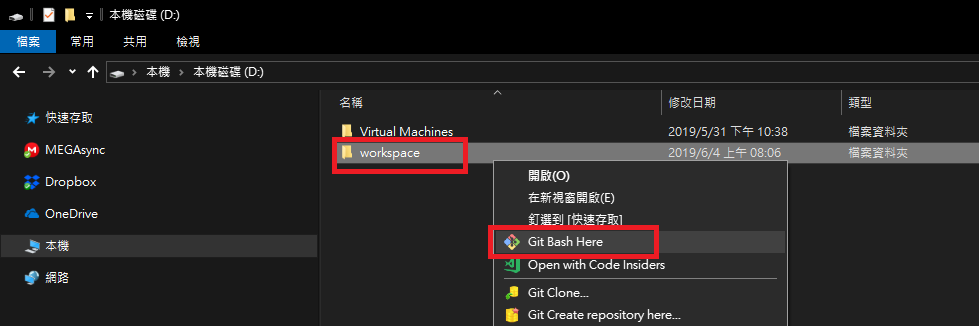 本機磁碟 (D:)
檔案 常用 共用 檢視
本機 本機磁碟 (D:)
名稱 修改日期 類型
快速存取
Virtual Machines 2019/5/31 下午 10:38 檔案資料夾
MEGAsync
workspace 2019/6/4 上午 08:06 檔案資料夾
Dropbox
OneDrive
本機
網路
開啟(O)
在新視窗開啟(E)
釘選到 [快速存取]
Git Bash Here
Open with Code Insiders
Git Clone...
Git Create repository here...